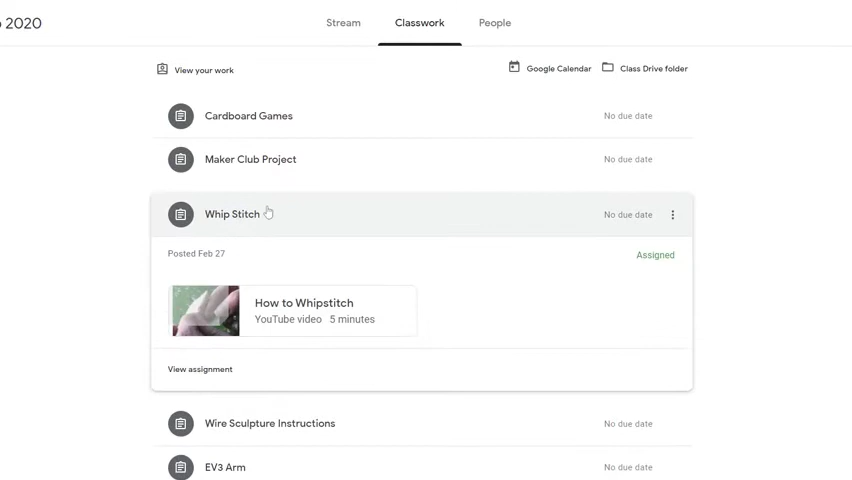 2020
Stream
Classwork
People
View your work
Google Calendar
Class Drive folder
Cardboard Games
No due date
Maker Club Project
No due date
Whip Stitch
No due date
Posted Feb 27
Assigned
How to Whipstitch
YouTube video 5 minutes
View assignment
Wire Sculpture Instructions
No due date
EV3 Arm
No due date